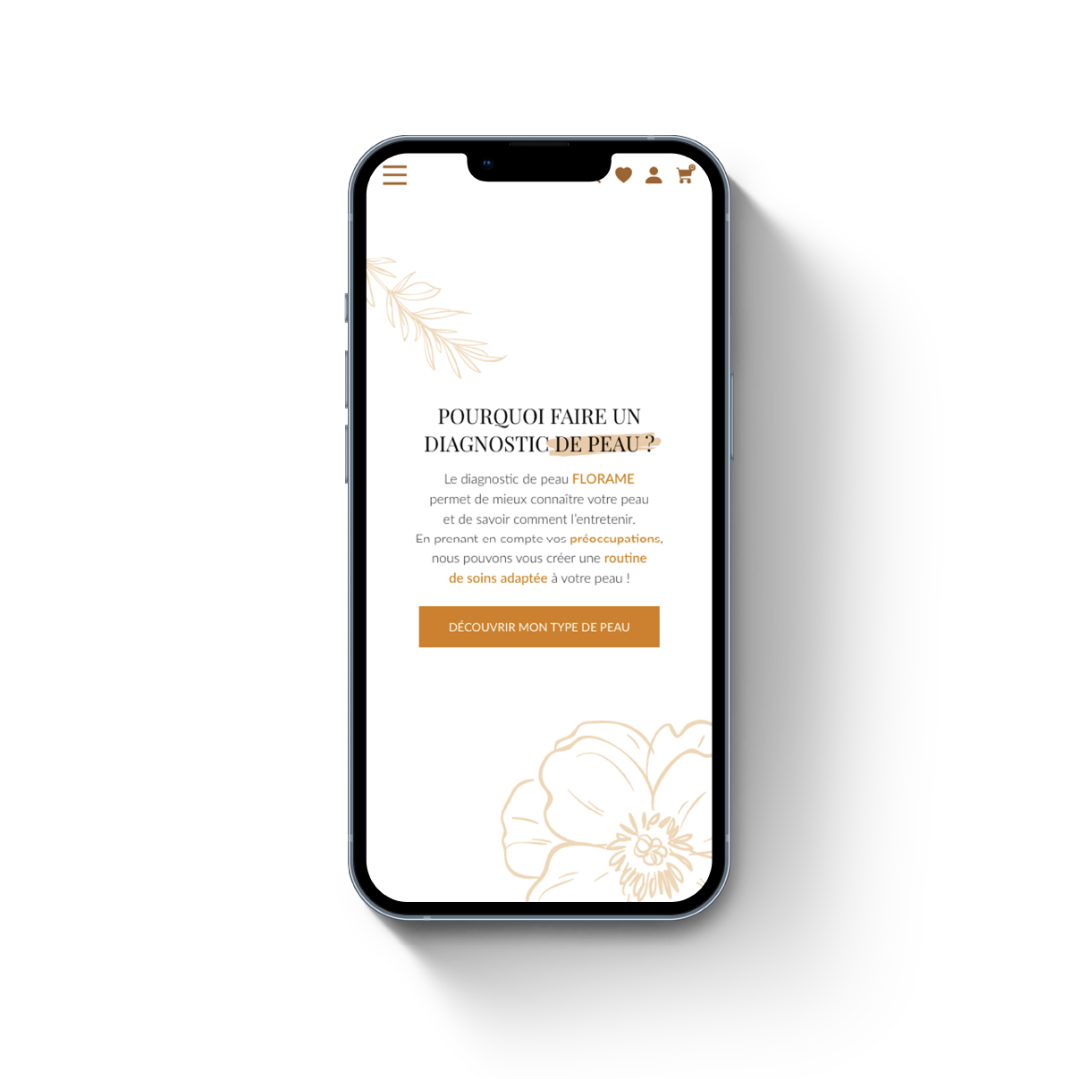 POURQUOI FAIRE UN
DIAGNOSTIC DE PEAU ?
Le diagnostic de peau FLORAME
permet de mieux connaître votre peau
et de savoir comment l'entretenir.
En prenant en compte vos préoccupations,
nous pouvons vous créer une routine
de soins adaptée à votre peau !
DÉCOUVRIR MON TYPE DE PEAU